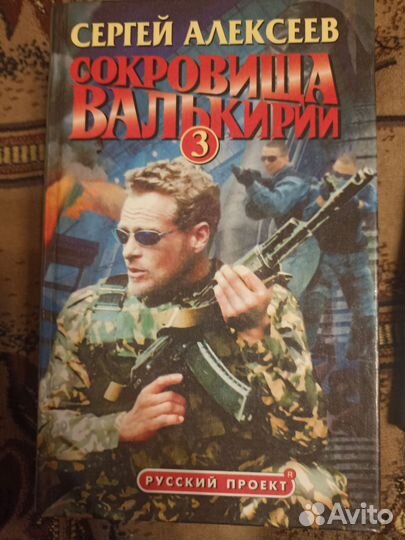 СЕРГЕЙ АЛЕКСЕЕВ
СОКРОВИЩА
ВАЛЬКИРИИ
3
РУССКИЙ ПРОЕКТ®
Avito